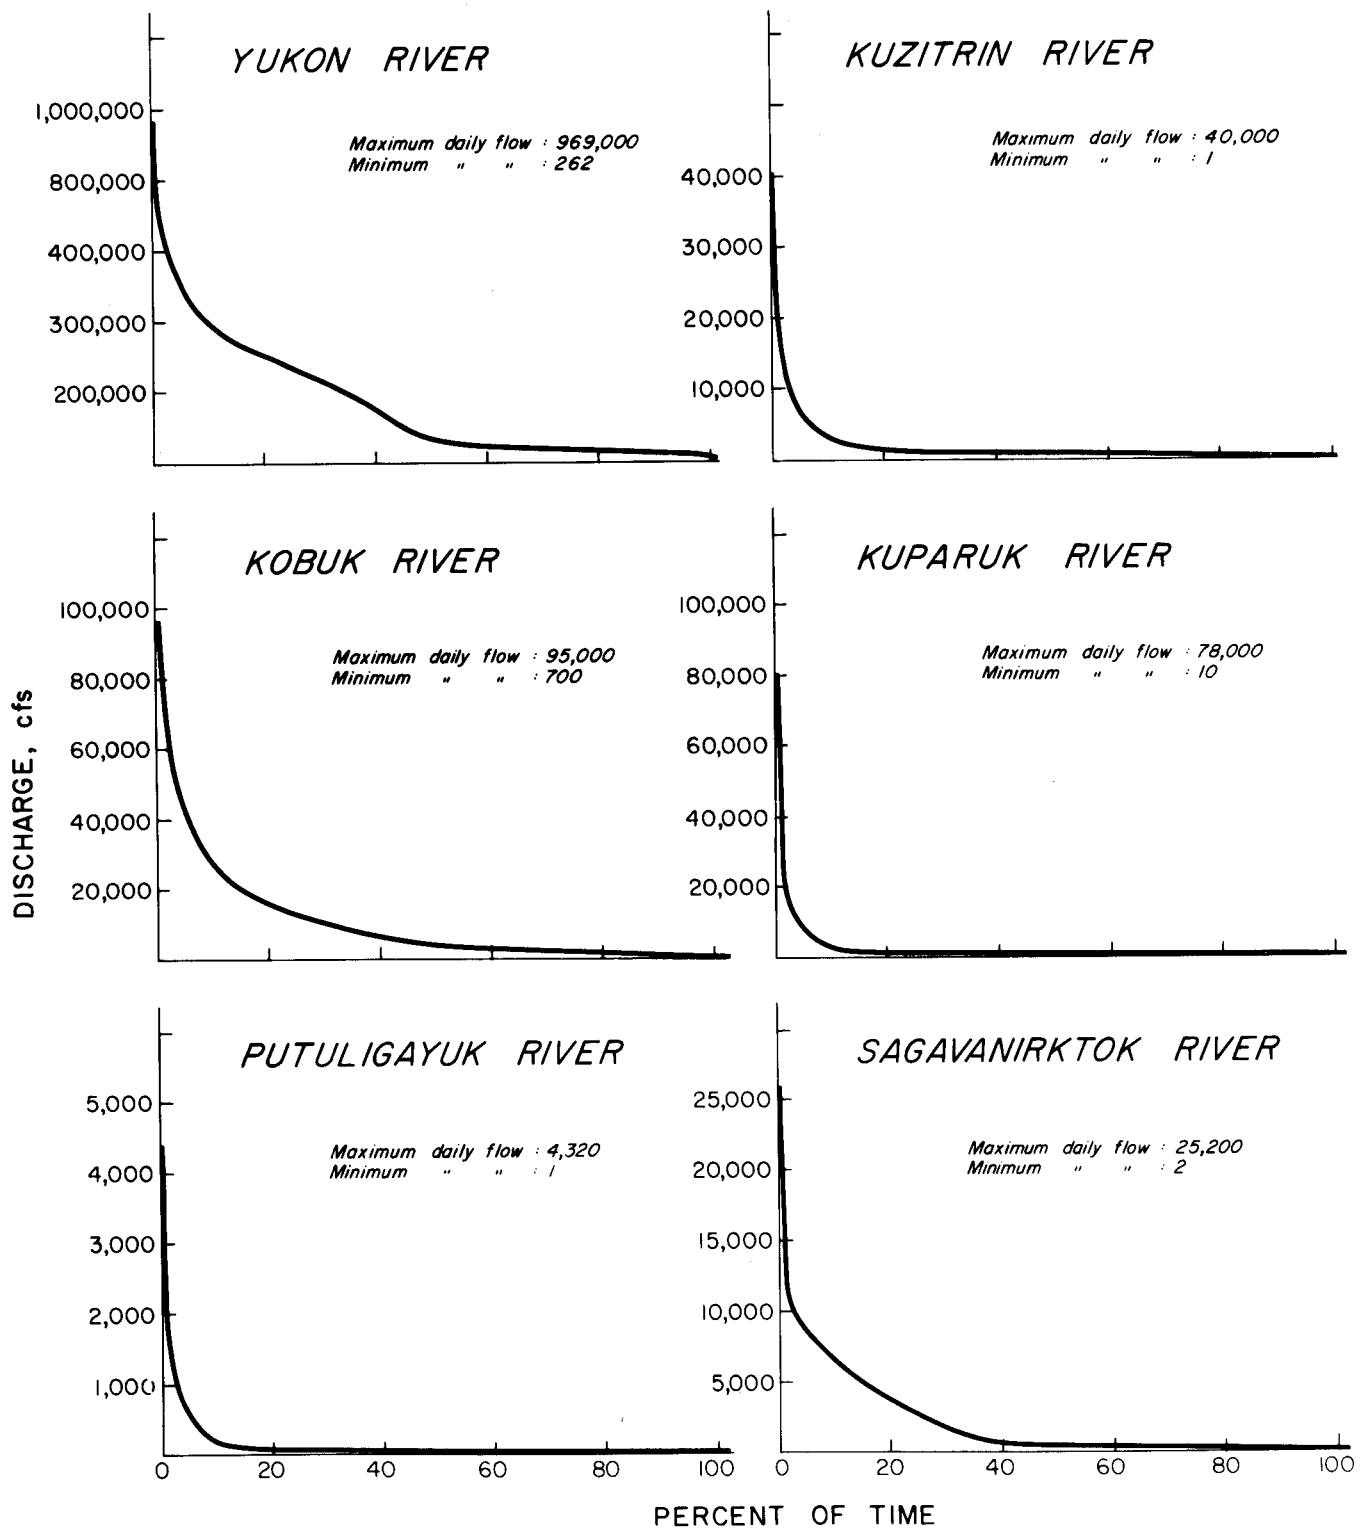 YUKON RIVER
Maximum daily flow : 969,000
Minimum " " : 262
1,000,000
800,000
400,000
300,000
200,000
KUZITRIN RIVER
Maximum daily flow : 40,000
Minimum " " : 1
40,000
30,000
20,000
10,000
KOBUK RIVER
Maximum daily flow : 95,000
Minimum " " : 700
100,000
80,000
60,000
40,000
20,000
KUPARUK RIVER
Maximum daily flow : 78,000
Minimum " " : 10
100,000
80,000
60,000
40,000
20,000
DISCHARGE, cfs
PUTULIGAYUK RIVER
Maximum daily flow : 4,320
Minimum " " : 1
5,000
4,000
3,000
2,000
1,000
0 20 40 60 80 100
SAGAVANIRKTOK RIVER
Maximum daily flow : 25,200
Minimum " " : 2
25,000
20,000
15,000
10,000
5,000
0 20 40 60 80 100
PERCENT OF TIME